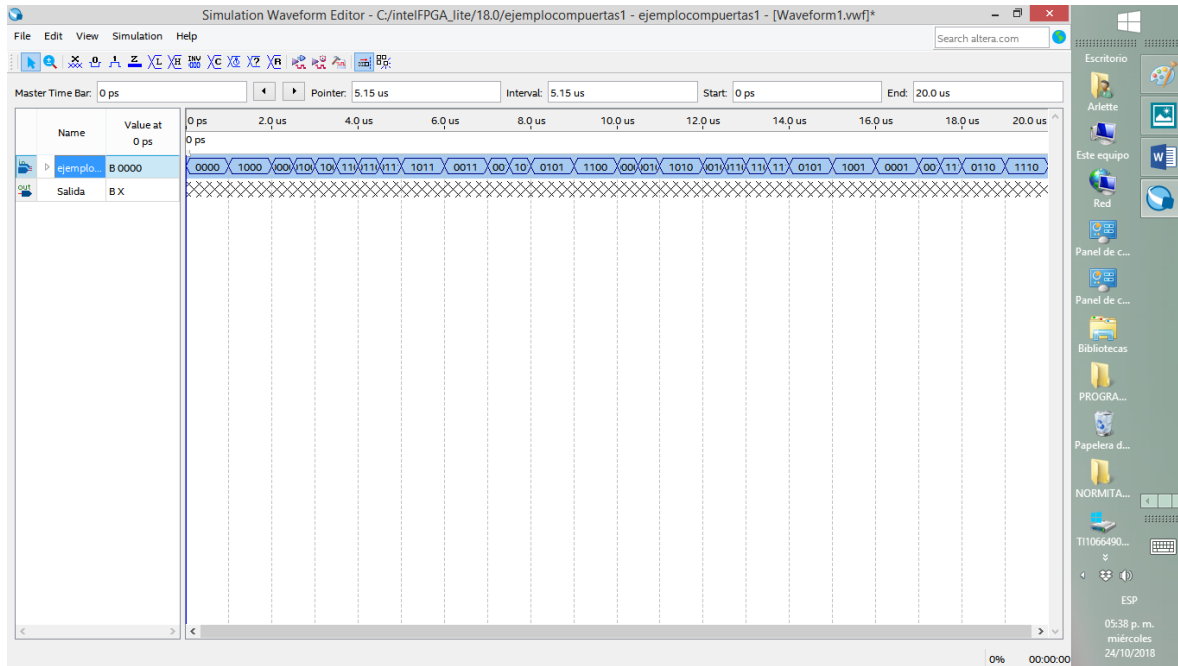 Simulation Waveform Editor - C:/intelFPGA_lite/18.0/ejemplocompuertas1 - ejemplocompuertas1 - [Waveform1.vwf]*
File Edit View Simulation Help
Search altera.com
Master Time Bar: 0 ps
Pointer: 5.15 us
Interval: 5.15 us
Start: 0 ps
End: 20.0 us
Name
Value at
0 ps
0 ps 2.0 us 4.0 us 6.0 us 8.0 us 10.0 us 12.0 us 14.0 us 16.0 us 18.0 us 20.0 us
0 ps
ejemplo... B 0000
0000 1000 1011 0011 0101 1100 1010 0101 1001 0001 0110 1110
Salida B X
0% 00:00:00
Escritorio
Arlette
Este equipo
Red
Panel de c...
Panel de c...
Bibliotecas
PROGRA...
Papelera d...
NORMITA...
TI1066490...
ESP
05:38 p. m.
miércoles
24/10/2018